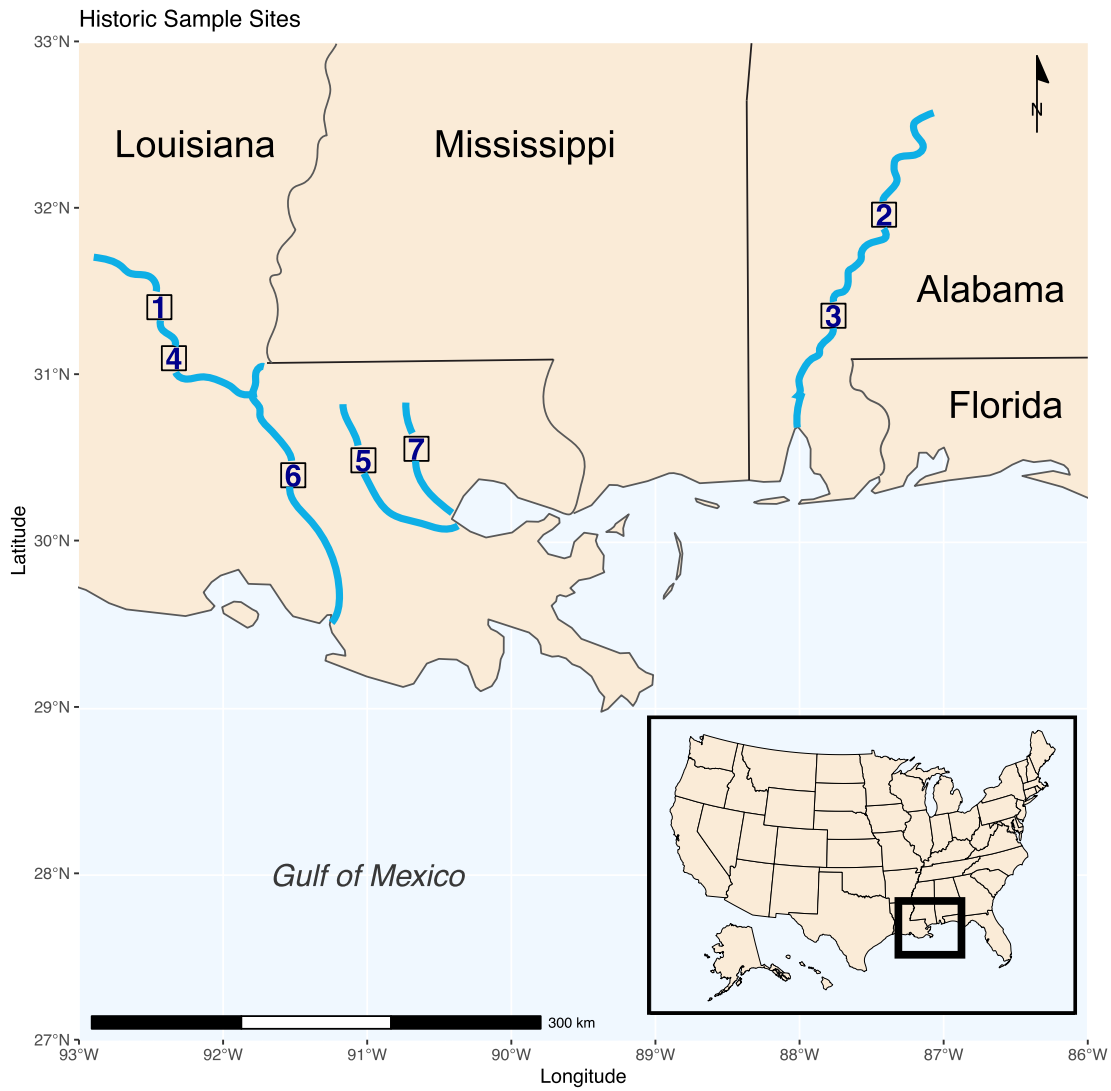 Historic Sample Sites
33°N
32°N
31°N
30°N
29°N
28°N
27°N
Latitude
Louisiana
Mississippi
N
2
Alabama
1
3
4
Florida
7
5
6
Gulf of Mexico
300 km
93°W
92°W
91°W
90°W
89°W
88°W
87°W
86°W
Longitude